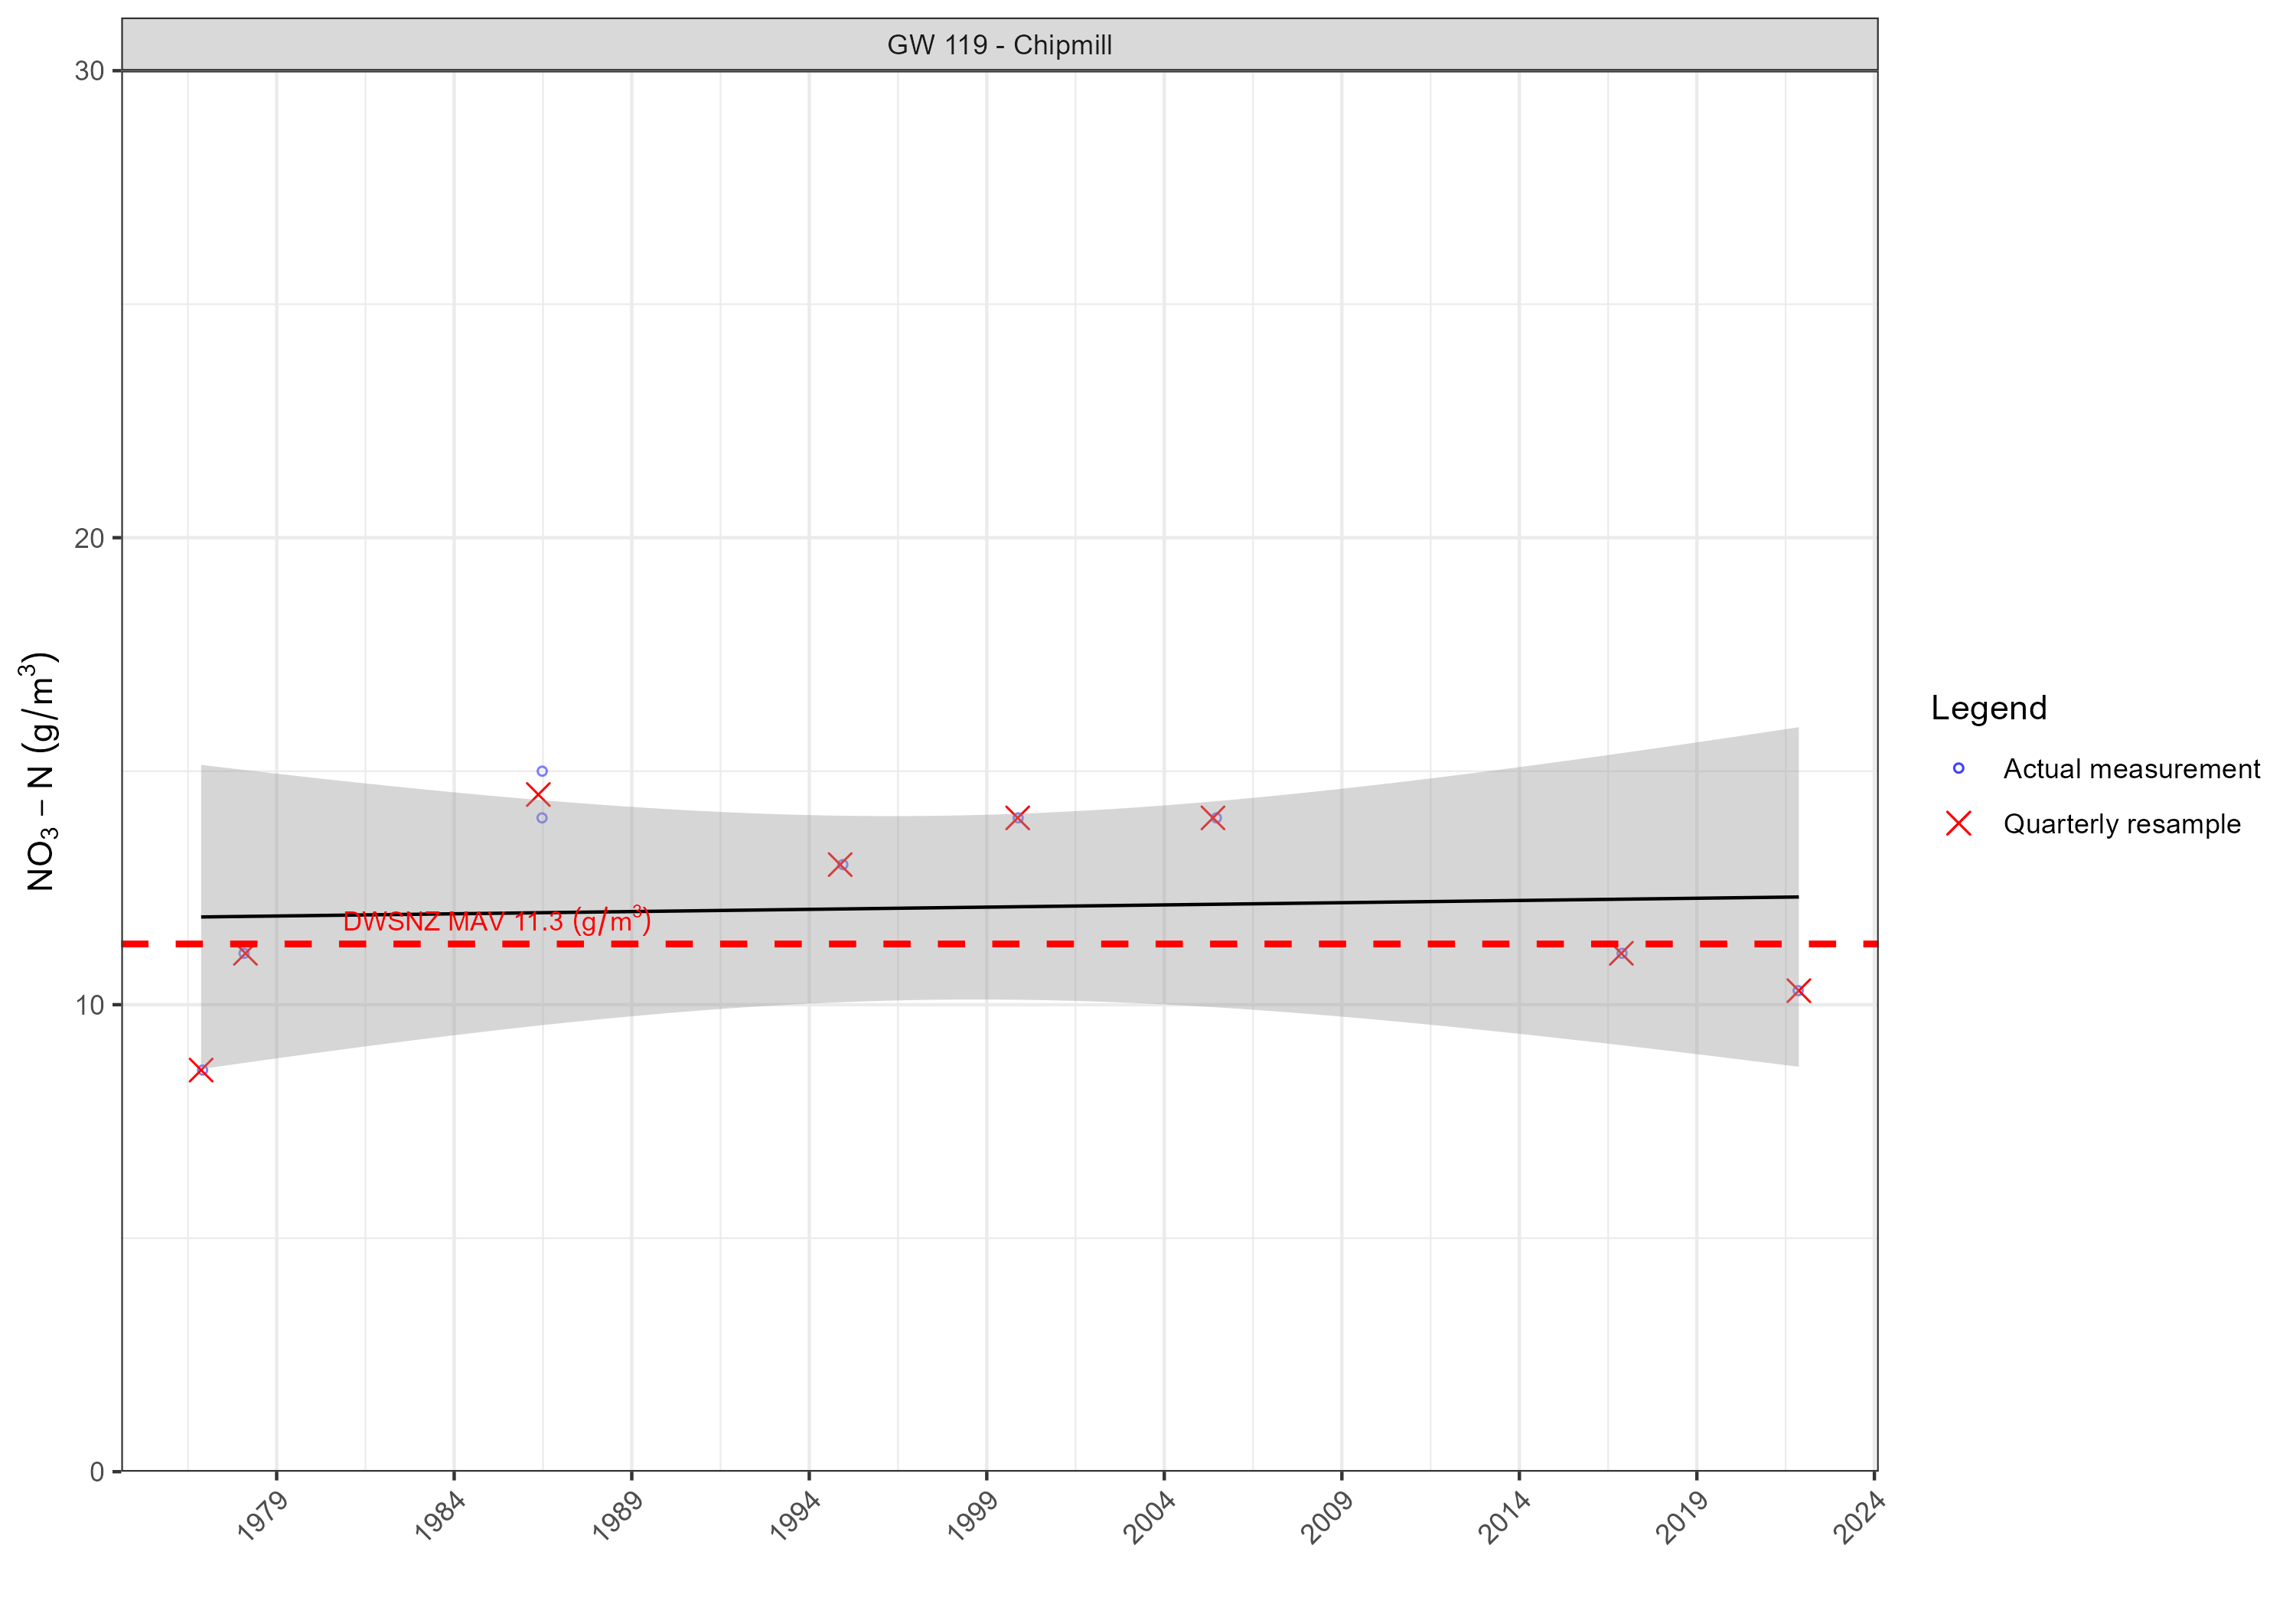 GW 119 - Chipmill
30
20
10
0
NO₃ – N (g/m³)
DWSNZ MAV 11.3 (g/m³)
1979
1984
1989
1994
1999
2004
2009
2014
2019
2024
Legend
Actual measurement
Quarterly resample